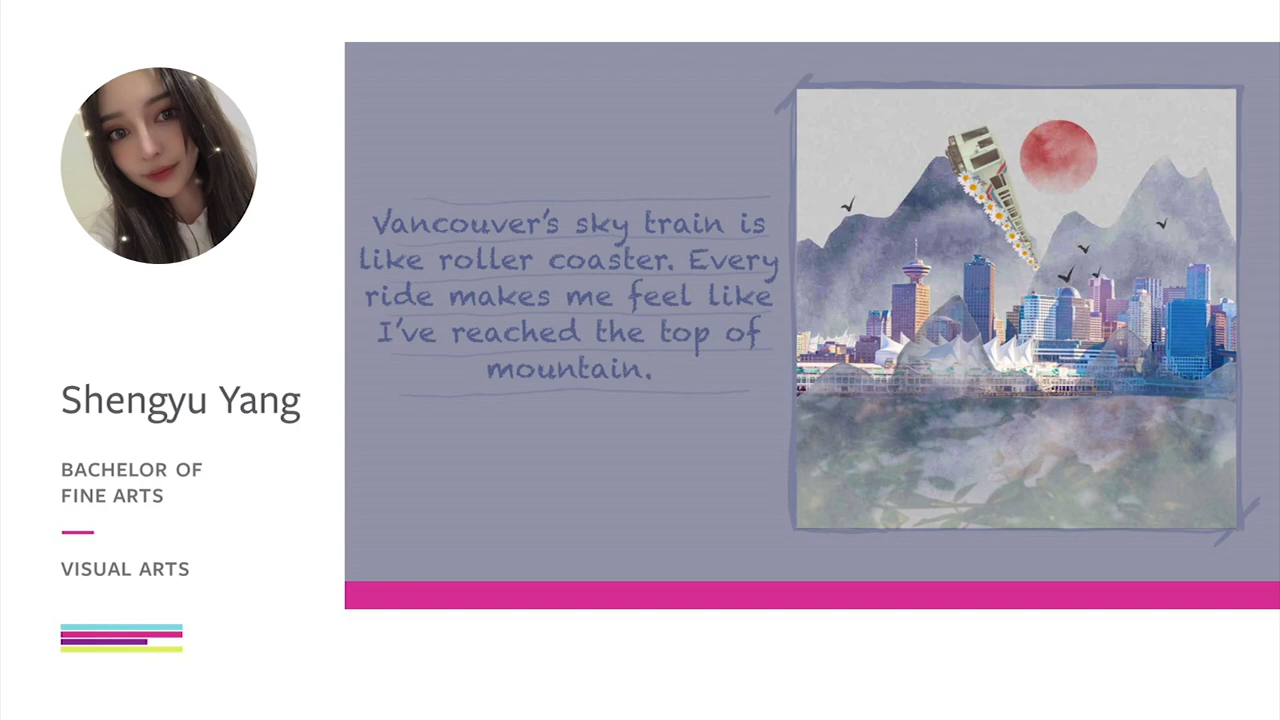 Shengyu Yang
BACHELOR OF
FINE ARTS
VISUAL ARTS
Vancouver's sky train is
like roller coaster. Every
ride makes me feel like
I've reached the top of
mountain.